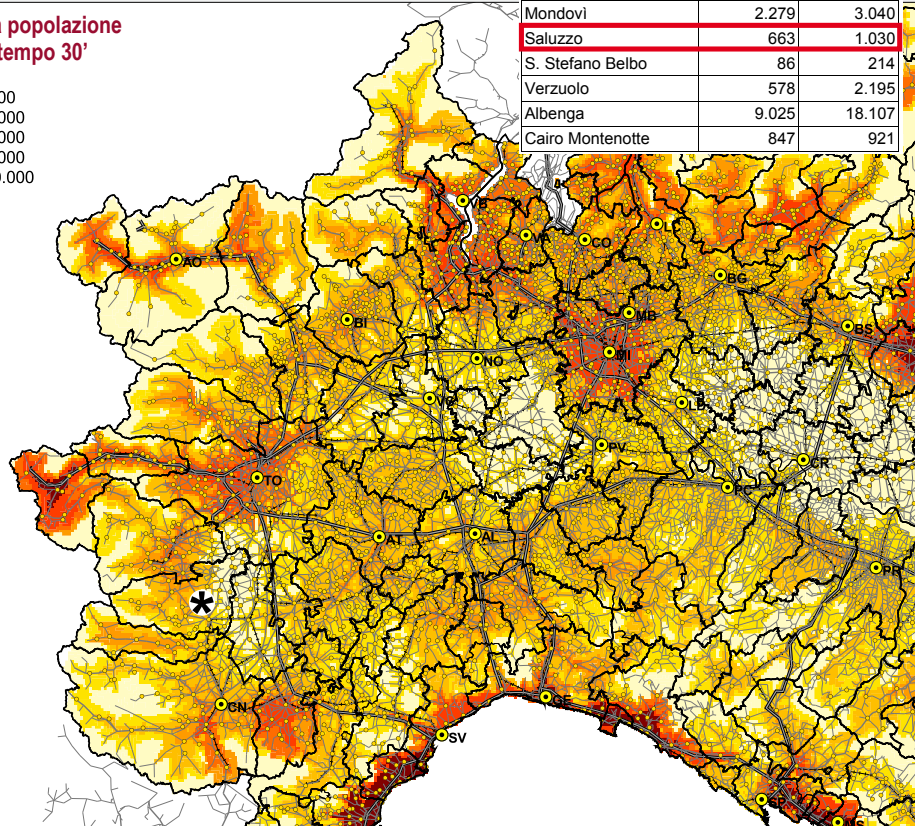 Mondovì 2.279 3.040
a popolazione
Saluzzo 663 1.030
tempo 30’
S. Stefano Belbo 86 214
Verzuolo 578 2.195
Albenga 9.025 18.107
Cairo Montenotte 847 921
00
000
000
000
0.000
VB
VA
CO
AO
BG
MB
BI
BS
MI
NO
PV
CR
TO
AL
AT
PR
*
GE
CN
SV
SP